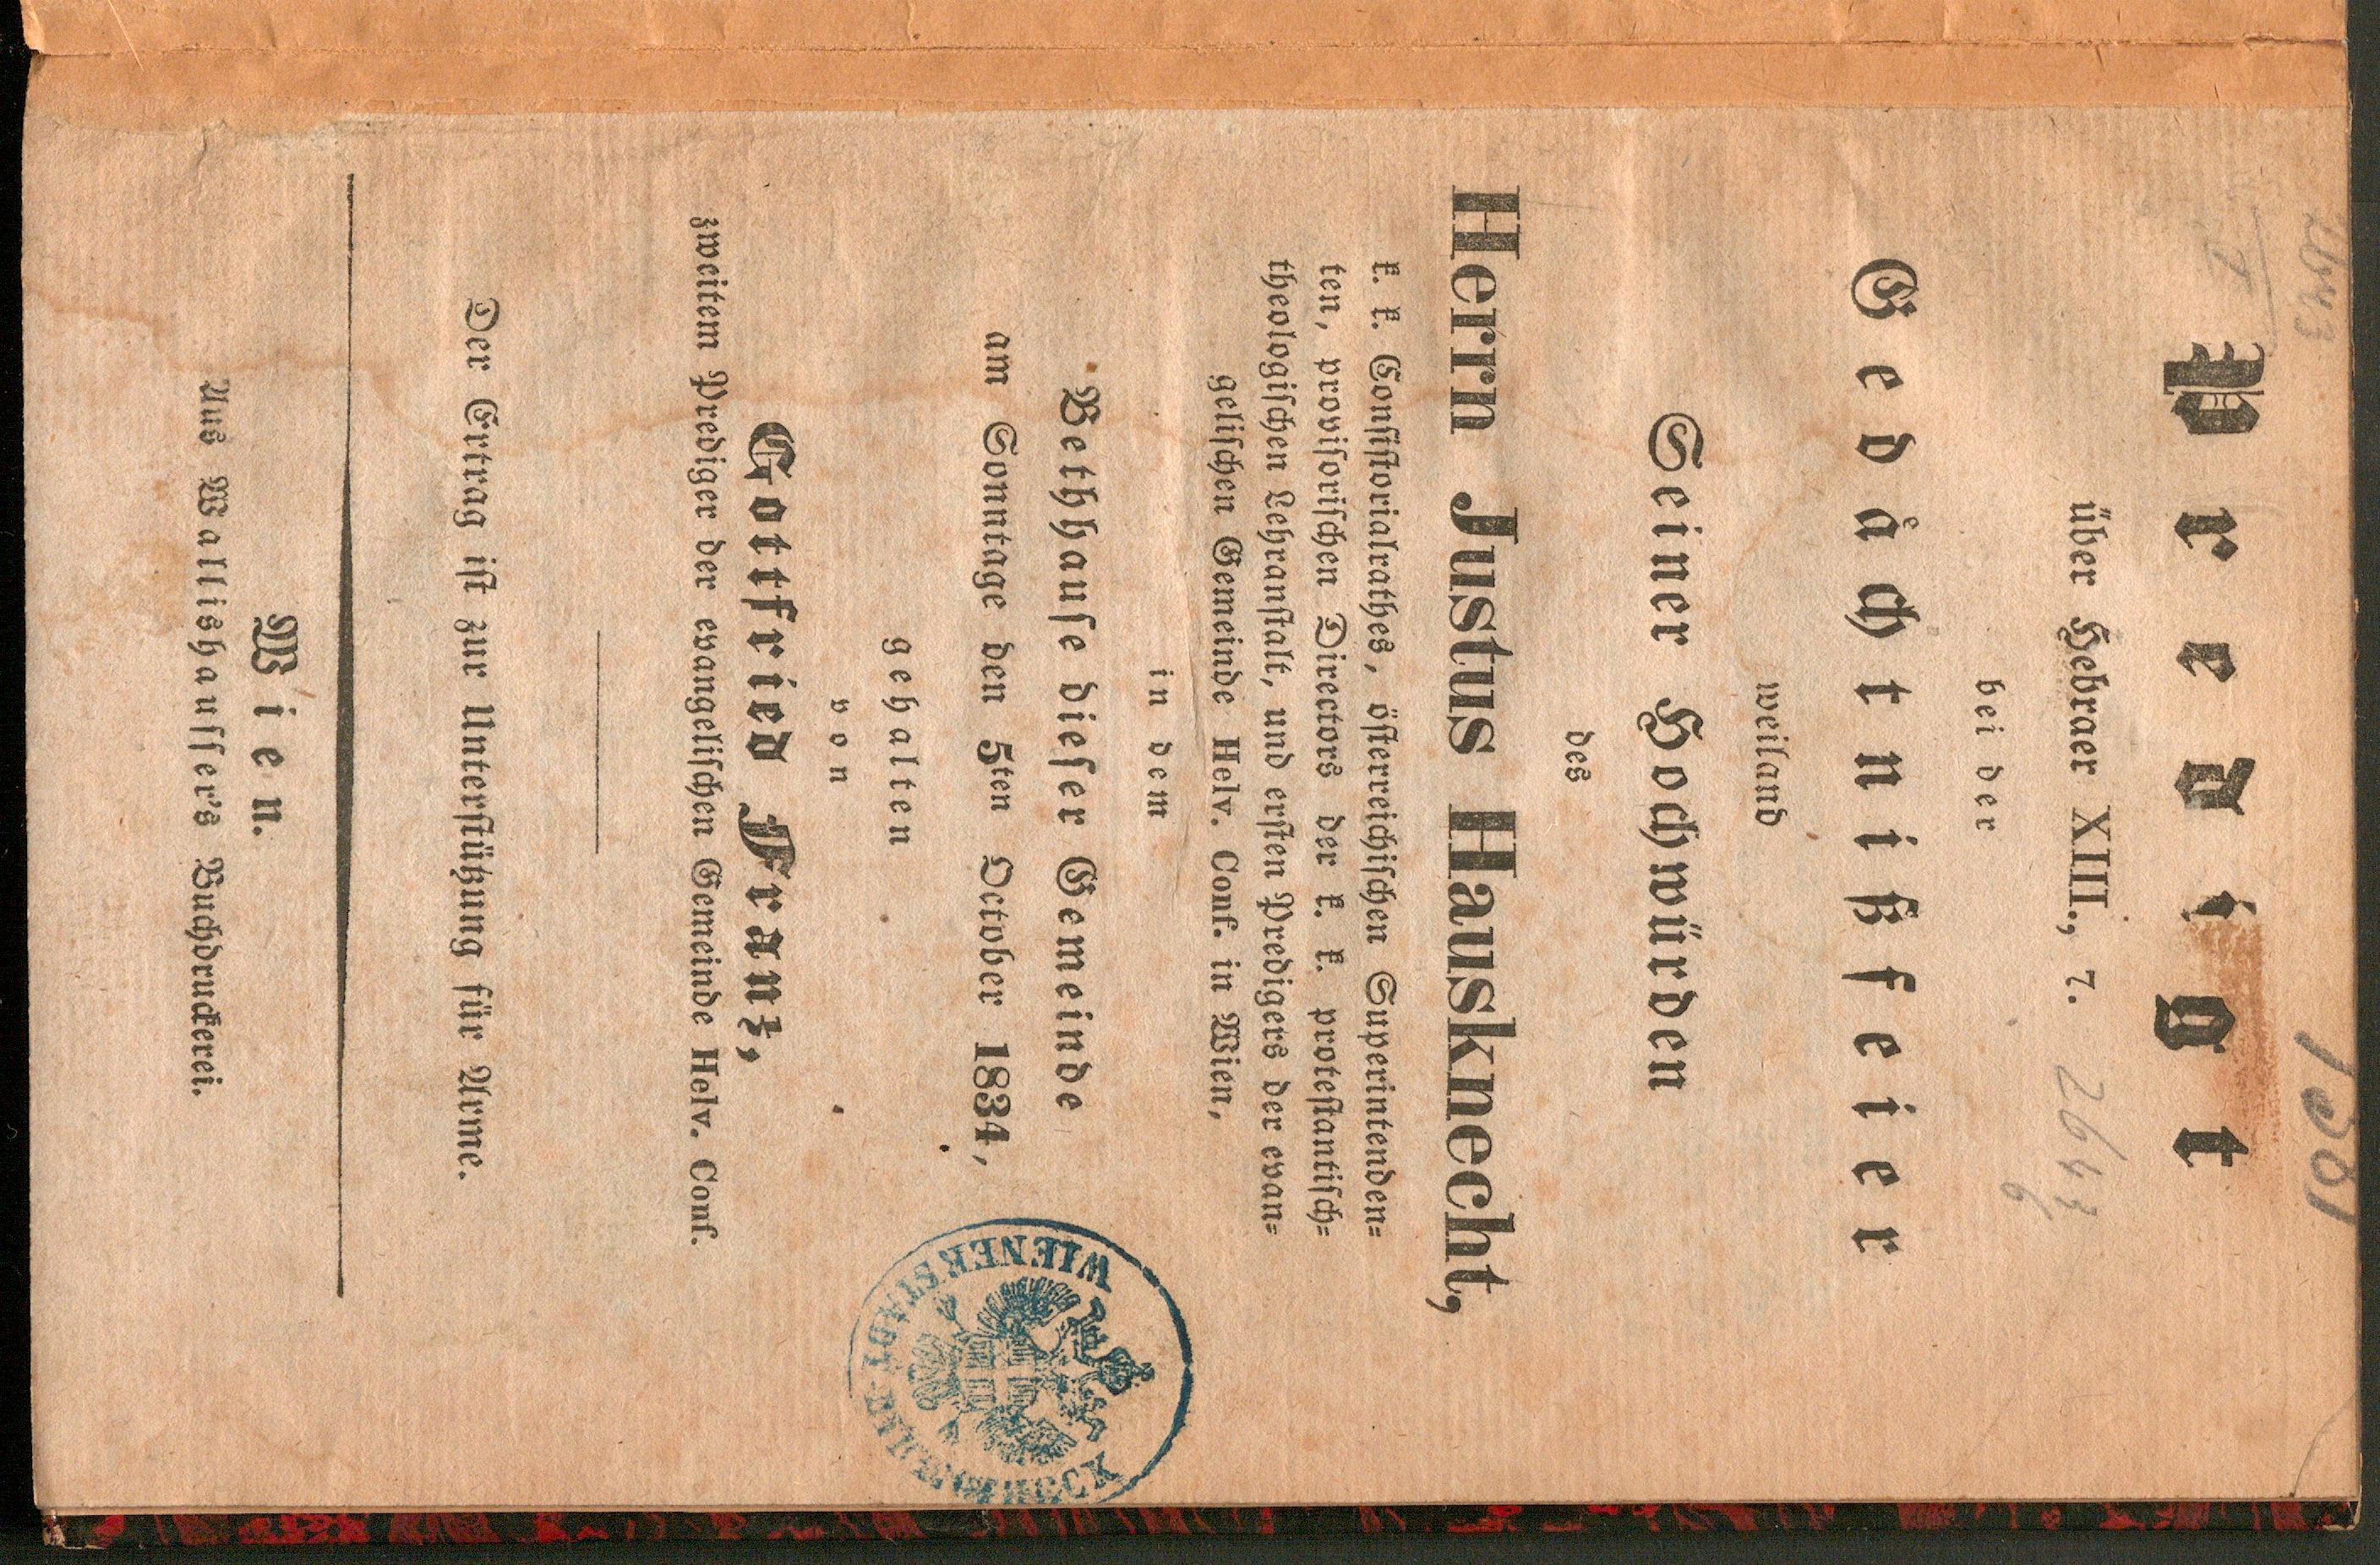 Predigt
über Hebraer XIII., 7.
bei der
Gedächtnißfeier
weiland
Seiner Hochwürden
des
Herrn Justus Hausknecht,
k. k. Consistorialrathes, österreichischen Superintenden=
ten, provisorischen Directors der k. k. protestantisch=
theologischen Lehranstalt, und ersten Predigers der evan=
gelischen Gemeinde Helv. Conf. in Wien,
in dem
Bethhause dieser Gemeinde
am Sonntage den 5ten October 1834,
gehalten
von
Gottfried Franz,
zweitem Prediger der evangelischen Gemeinde Helv. Conf.
Der Ertrag ist zur Unterstützung für Arme.
Wien.
Aus Wallishausser's Buchdruckerei.
WIENER STADT